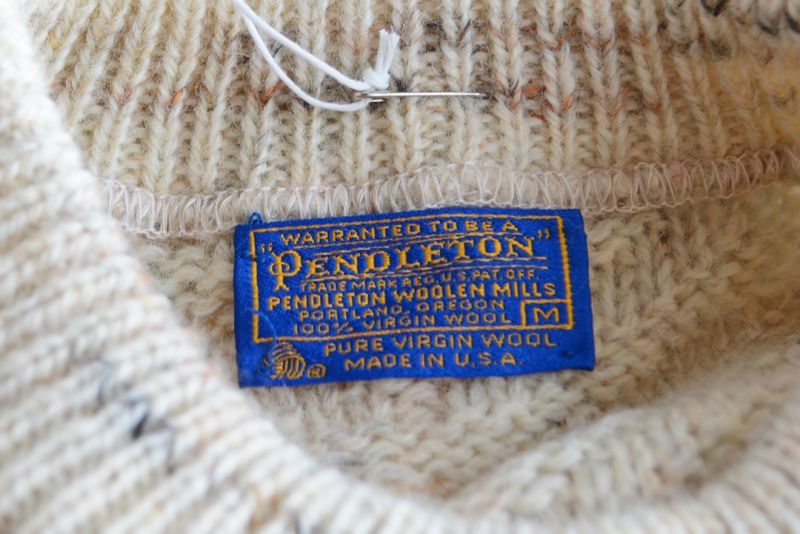 WARRANTED TO BE A
"PENDLETON"
TRADE MARK REG. U.S. PAT. OFF.
PENDLETON WOOLEN MILLS
PORTLAND, OREGON
100% VIRGIN WOOL M
PURE VIRGIN WOOL
® MADE IN U.S.A.